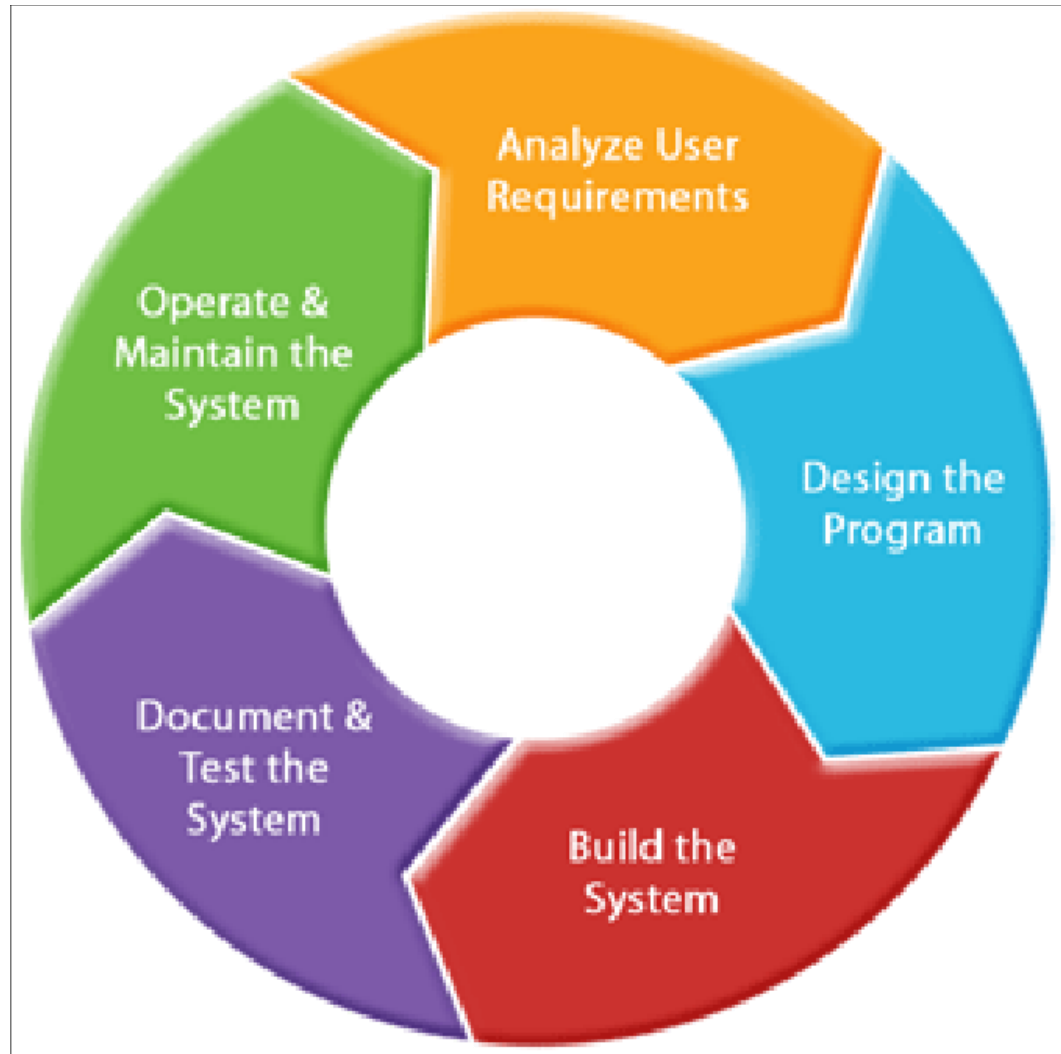 Analyze User
Requirements
Design the
Program
Build the
System
Document &
Test the
System
Operate &
Maintain the
System